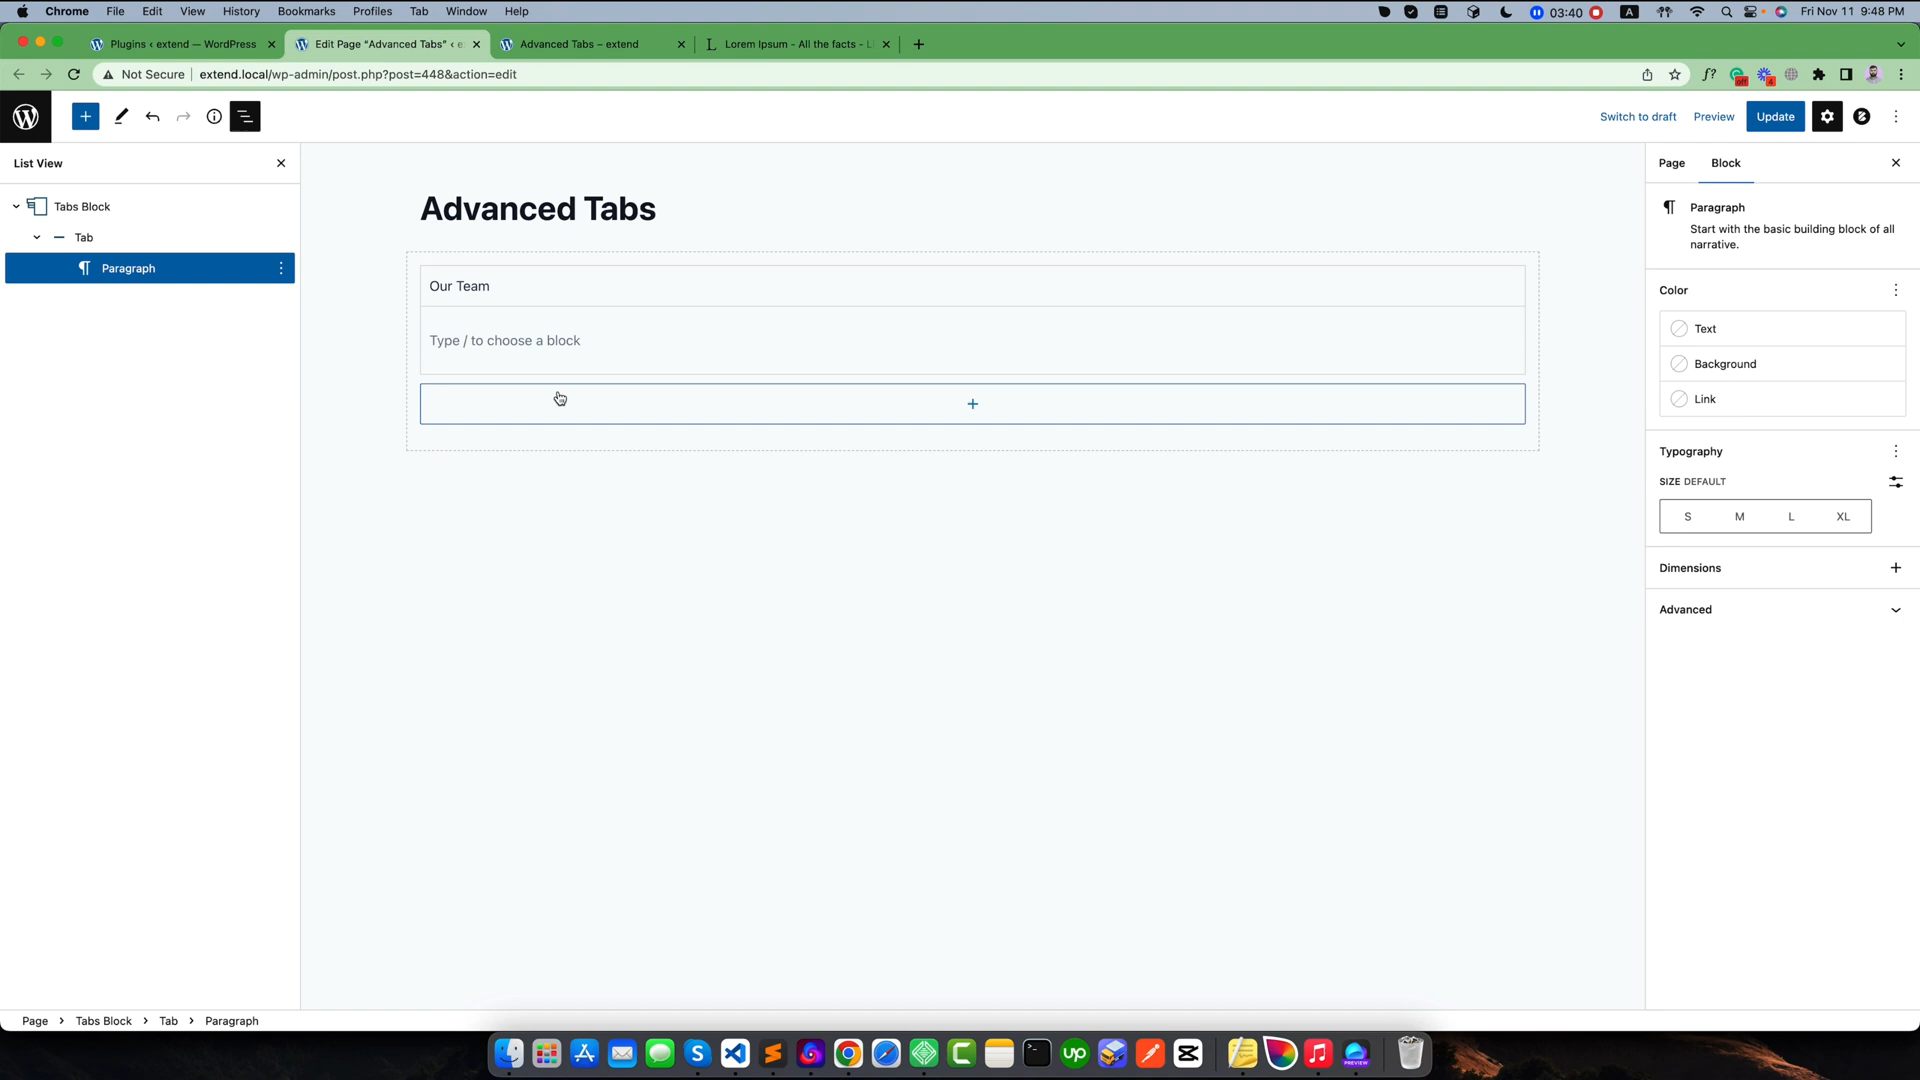 Chrome File Edit View History Bookmarks Profiles Tab Window Help
03:40 A Fri Nov 11 9:48 PM
Plugins ‹ extend — WordPress
Edit Page “Advanced Tabs” ‹ e
Advanced Tabs – extend
Lorem Ipsum - All the facts - L
Not Secure extend.local/wp-admin/post.php?post=448&action=edit
f?
off
4
Switch to draft Preview Update
List View
Tabs Block
Tab
Paragraph
Advanced Tabs
Our Team
Type / to choose a block
+
Page Block
Paragraph
Start with the basic building block of all
narrative.
Color
Text
Background
Link
Typography
SIZE DEFAULT
S M L XL
Dimensions
Advanced
Page > Tabs Block > Tab > Paragraph
up
PREVIEW